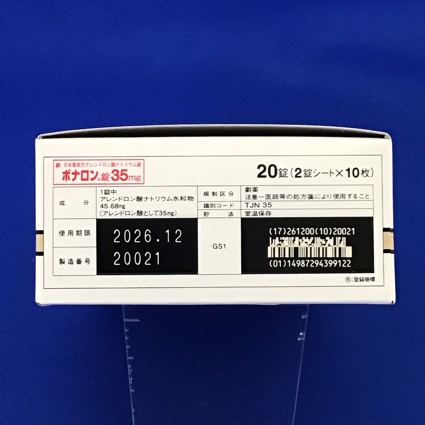 劇 日本薬局方アレンドロン酸ナトリウム錠
ボナロン®錠35mg
20錠(2錠シート×10枚)
成分
1錠中
アレンドロン酸ナトリウム水和物
45.68mg
(アレンドロン酸として35mg)
規制区分
劇薬
注意-医師等の処方箋により使用すること
識別コード
TJN 35
貯法
室温保存
使用期限
2026.12
製造番号
20021
GS1
(17)261200(10)20021
(01)14987294399122
®:登録商標